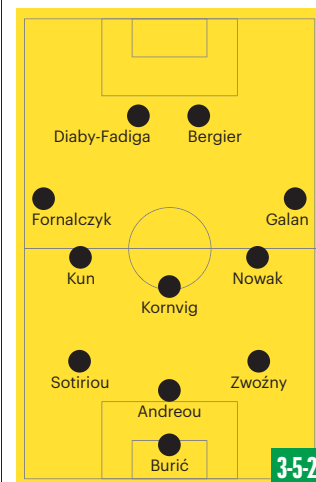 Diaby-Fadiga Bergier
Fornalczyk Galan
Kun Nowak
Kornvig
Sotiriou Zwoźny
Andreou
Burić
3-5-2